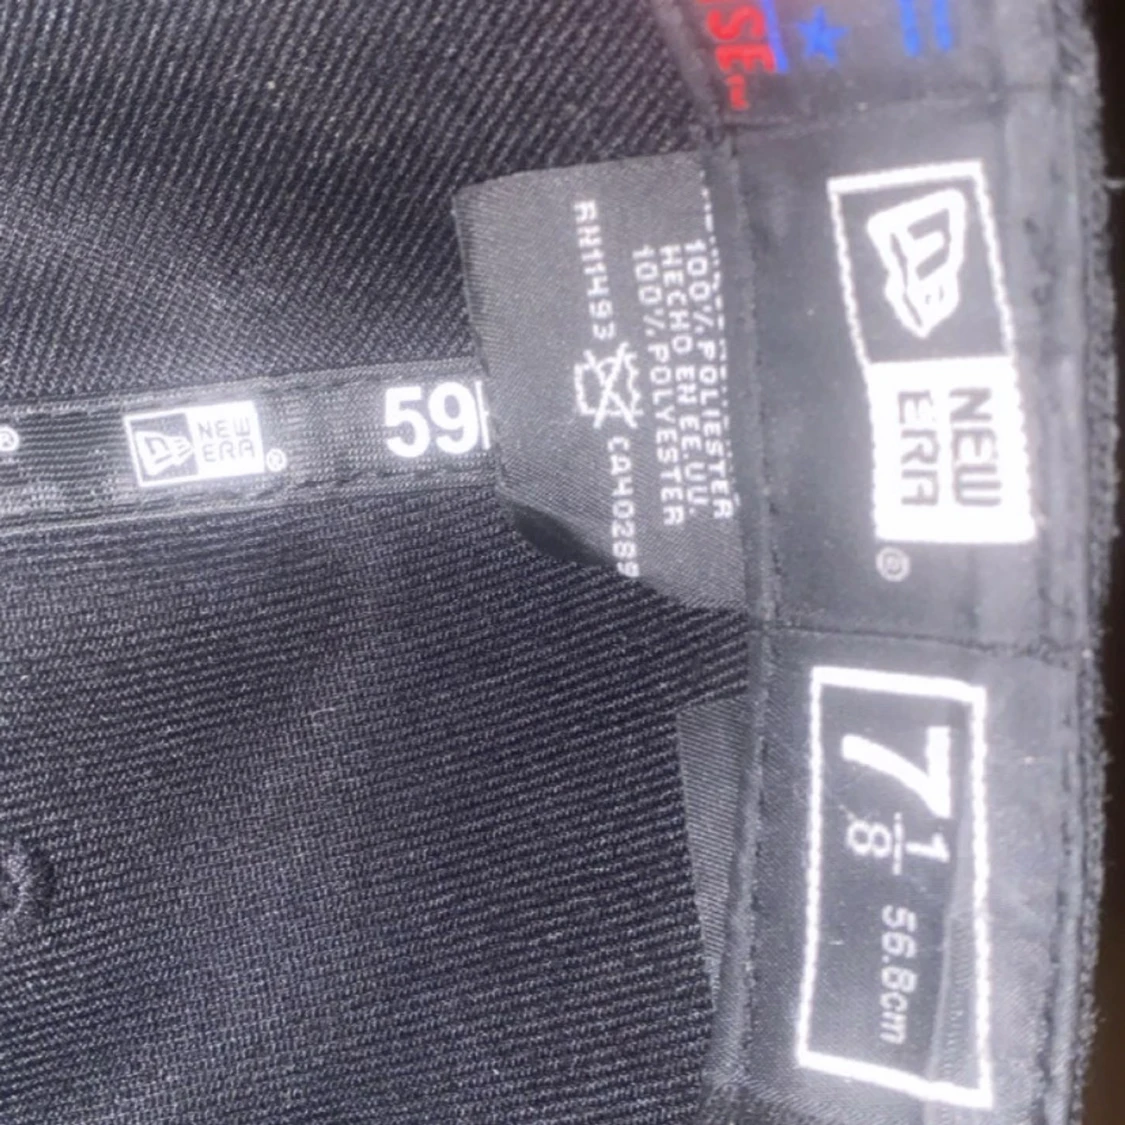 SE™
NEW
ERA
®
7 1/8
56.8cm
100% POLIESTER
HECHO EN EE.UU.
100% POLYESTER
RN11493 CA40289
®
NEW
ERA
®
59